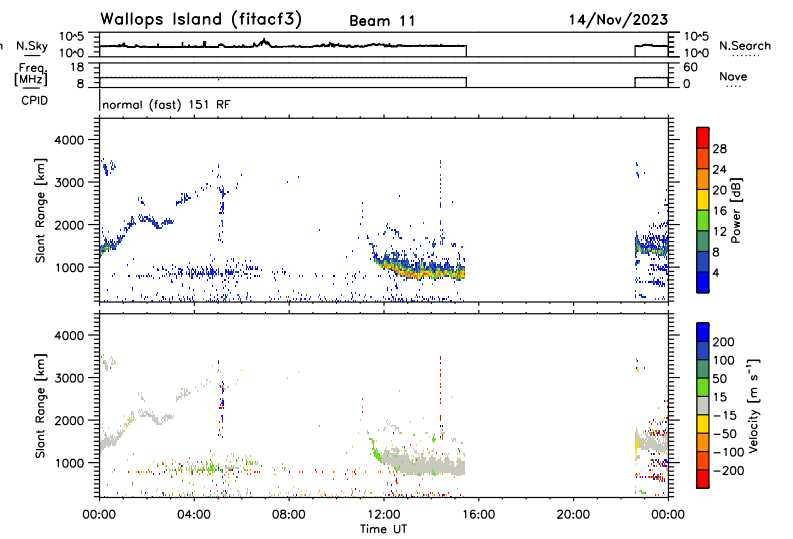 Wallops Island (fitacf3) Beam 11 14/Nov/2023
n N.Sky 10^5 10^0 10^5 10^0 N.Search
Freq. [MHz] 18 8 60 0 Nave
CPID normal (fast) 151 RF
Slant Range [km] 4000 3000 2000 1000
28 24 20 16 12 8 4 Power [dB]
Slant Range [km] 4000 3000 2000 1000
200 100 50 15 −15 −50 −100 −200 Velocity [m s⁻¹]
00:00 04:00 08:00 12:00 16:00 20:00 00:00
Time UT